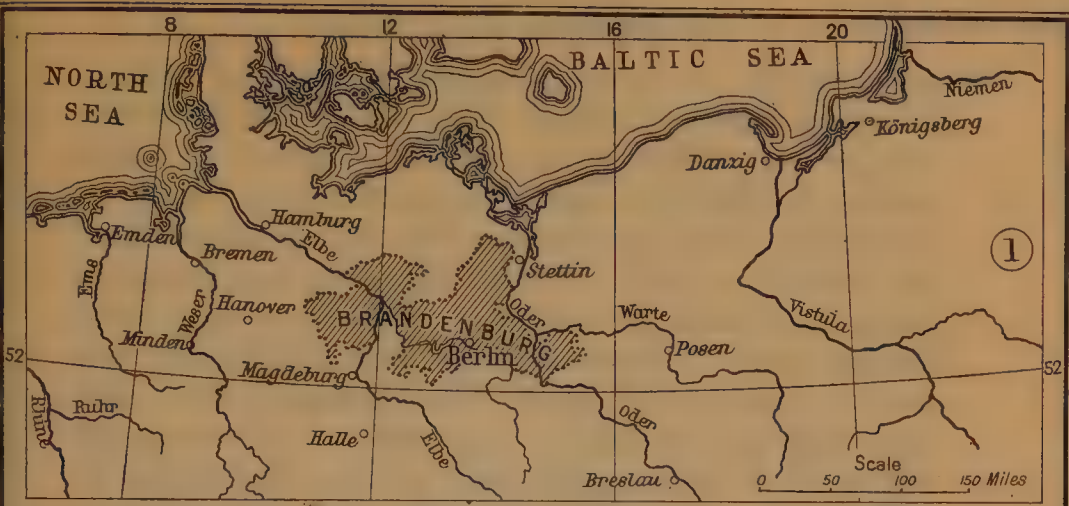 8 12 16 20
NORTH
SEA
BALTIC SEA
Niemen
Königsberg
Danzig
Hamburg
Elbe
Emden
Bremen
Stettin
1
Ems
Weser
Hanover
BRANDENBURG
Oder
Warte
Vistula
Minden
Berlin
Posen
52
52
Magdeburg
Rhine
Ruhr
Halle
Elbe
Oder
Breslau
Scale
0 50 100 150 Miles